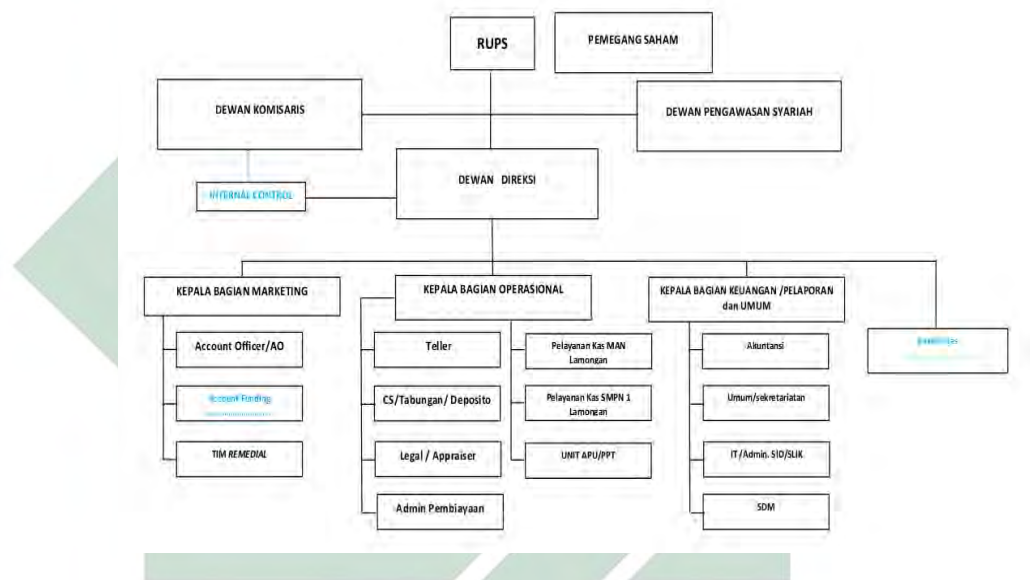 RUPS
PEMEGANG SAHAM
DEWAN KOMISARIS
DEWAN PENGAWASAN SYARIAH
DEWAN DIREKSI
INTERNAL CONTROL
KEPALA BAGIAN MARKETING
KEPALA BAGIAN OPERASIONAL
KEPALA BAGIAN KEUANGAN /PELAPORAN
dan UMUM
Account Officer/AO
Account Funding
TIM REMEDIAL
Teller
CS/Tabungan/ Deposito
Legal / Appraiser
Admin Pembiayaan
Pelayanan Kas MAN
Lamongan
Pelayanan Kas SMPN 1
Lamongan
UNIT APU/PPT
Akuntansi
Umum/sekretariatan
IT /Admin. SID/SLIK
SDM